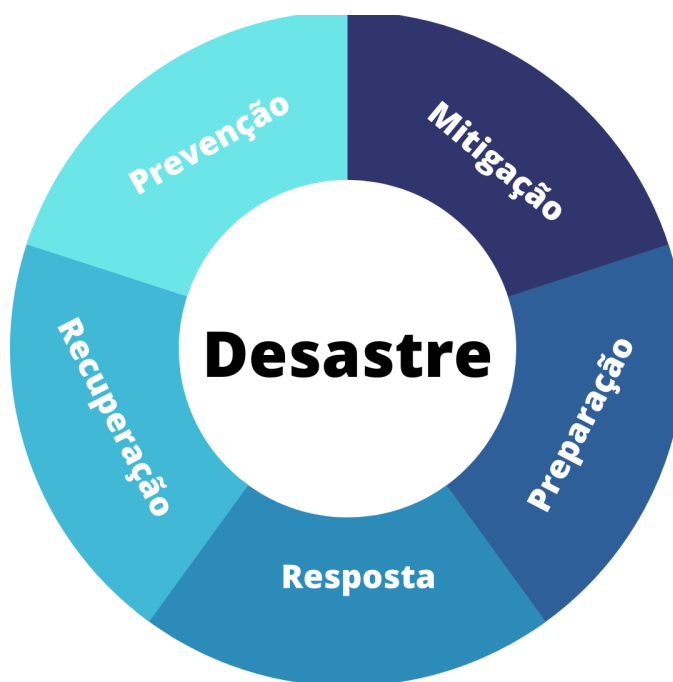 Prevenção
Mitigação
Desastre
Recuperação
Preparação
Resposta